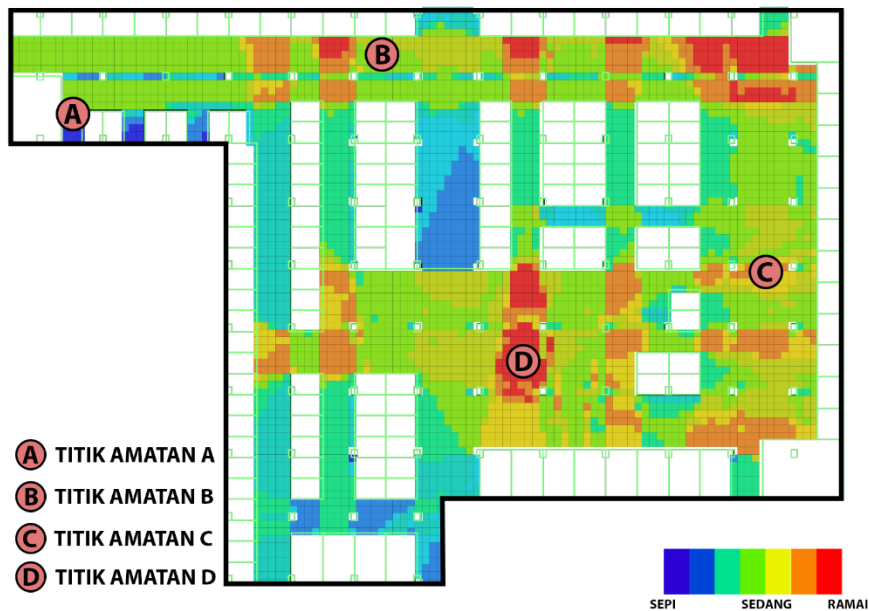 B
A
C
D
A TITIK AMATAN A
B TITIK AMATAN B
C TITIK AMATAN C
D TITIK AMATAN D
SEPI SEDANG RAMAI